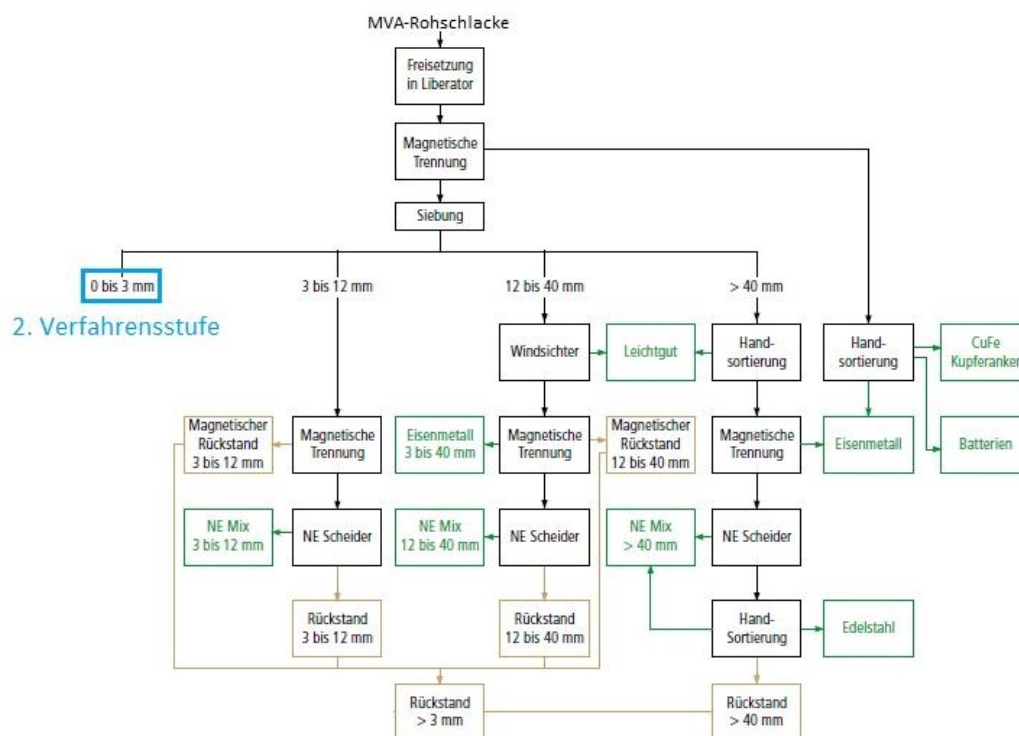 MVA-Rohschlacke
Freisetzung
in Liberator
Magnetische
Trennung
Siebung
0 bis 3 mm
3 bis 12 mm
12 bis 40 mm
> 40 mm
2. Verfahrensstufe
Windsichter
Leichtgut
Hand-
sortierung
Hand-
sortierung
CuFe
Kupferanker
Magnetischer
Rückstand
3 bis 12 mm
Magnetische
Trennung
Eisenmetall
3 bis 40 mm
Magnetische
Trennung
Magnetischer
Rückstand
12 bis 40 mm
Magnetische
Trennung
Eisenmetall
Batterien
NE Mix
3 bis 12 mm
NE Scheider
NE Mix
12 bis 40 mm
NE Scheider
NE Mix
> 40 mm
NE Scheider
Rückstand
3 bis 12 mm
Rückstand
12 bis 40 mm
Hand-
Sortierung
Edelstahl
Rückstand
> 3 mm
Rückstand
> 40 mm